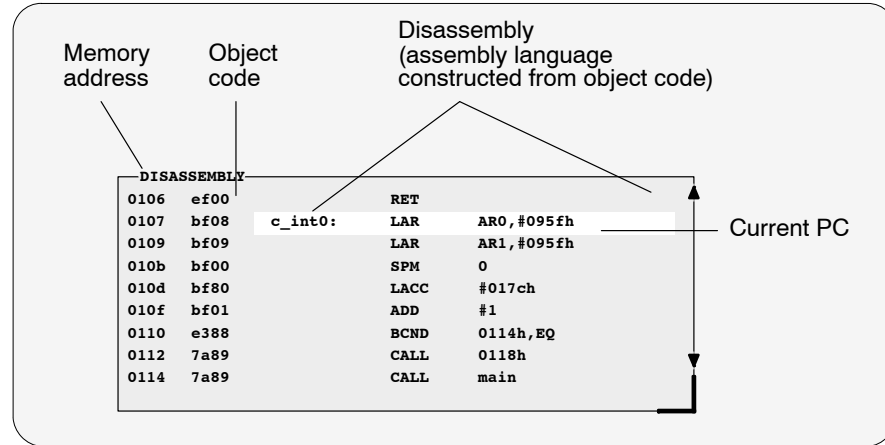 Memory
address
Object
code
Disassembly
(assembly language
constructed from object code)
DISASSEMBLY
0106 ef00 RET
0107 bf08 c_int0: LAR AR0,#095fh
0109 bf09 LAR AR1,#095fh
010b bf00 SPM 0
010d bf80 LACC #017ch
010f bf01 ADD #1
0110 e388 BCND 0114h,EQ
0112 7a89 CALL 0118h
0114 7a89 CALL main
Current PC